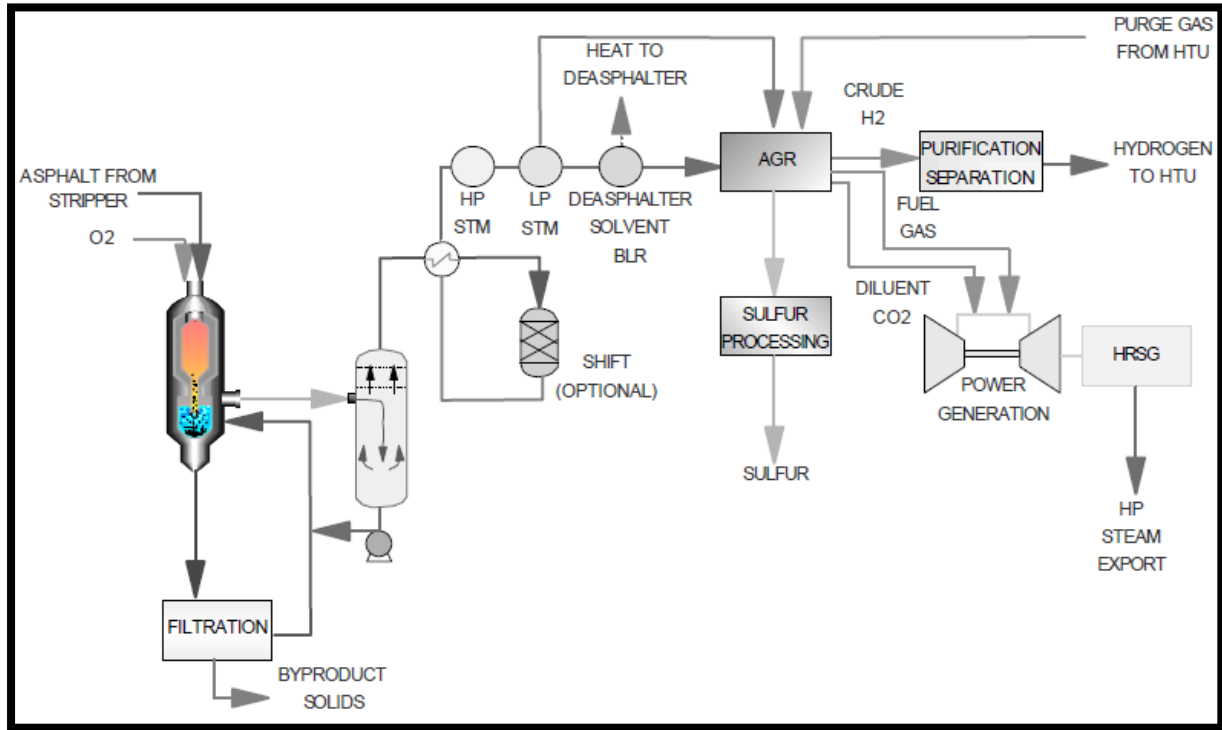 PURGE GAS
FROM HTU
HEAT TO
DEASPHALTER
CRUDE
H2
AGR
PURIFICATION
SEPARATION
HYDROGEN
TO HTU
ASPHALT FROM
STRIPPER
O2
HP
STM
LP
STM
DEASPHALTER
SOLVENT
BLR
FUEL
GAS
DILUENT
CO2
SULFUR
PROCESSING
SHIFT
(OPTIONAL)
HRSG
POWER
GENERATION
SULFUR
HP
STEAM
EXPORT
FILTRATION
BYPRODUCT
SOLIDS